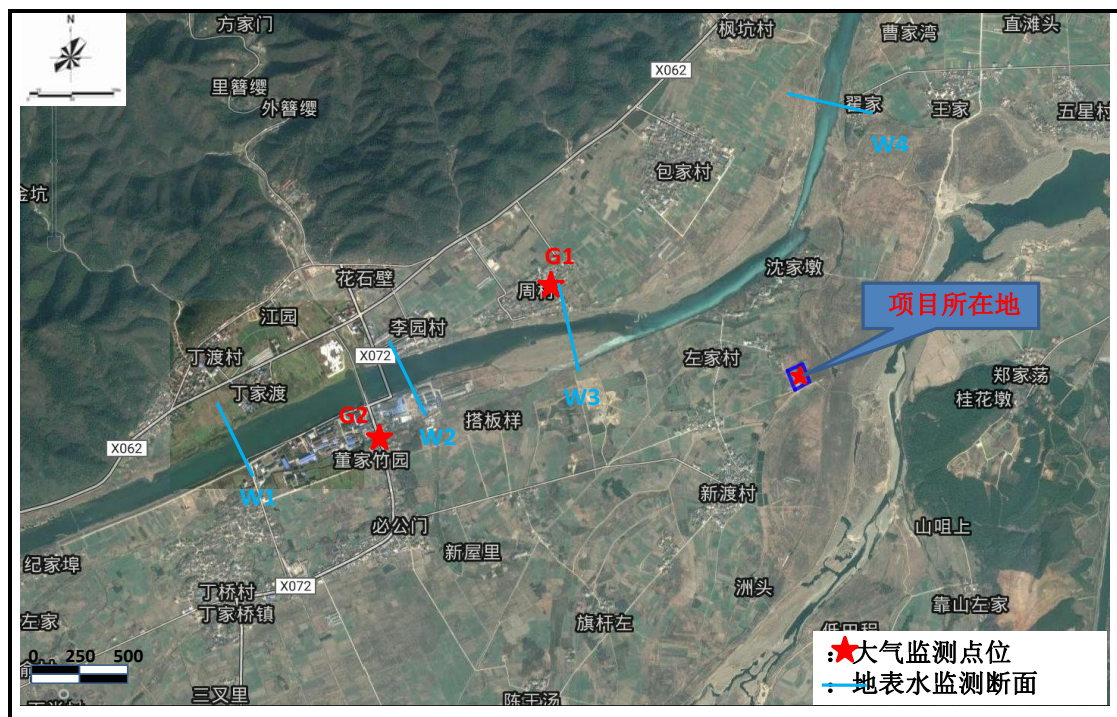 N
方家门
枫坑村
曹家湾
直滩头
X062
里簪缨
外簪缨
翟家
王家
五星村
W4
包家村
金坑
G1
沈家墩
花石壁
周村
项目所在地
江园
李园村
丁渡村
X072
左家村
郑家荡
丁家渡
桂花墩
W3
G2
搭板样
W2
X062
董家竹园
W1
新渡村
必公门
山咀上
新屋里
纪家埠
X072
丁桥村
洲头
丁家桥镇
靠山左家
左家
旗杆左
0 250 500
：大气监测点位
：地表水监测断面
三叉里
陈王汤